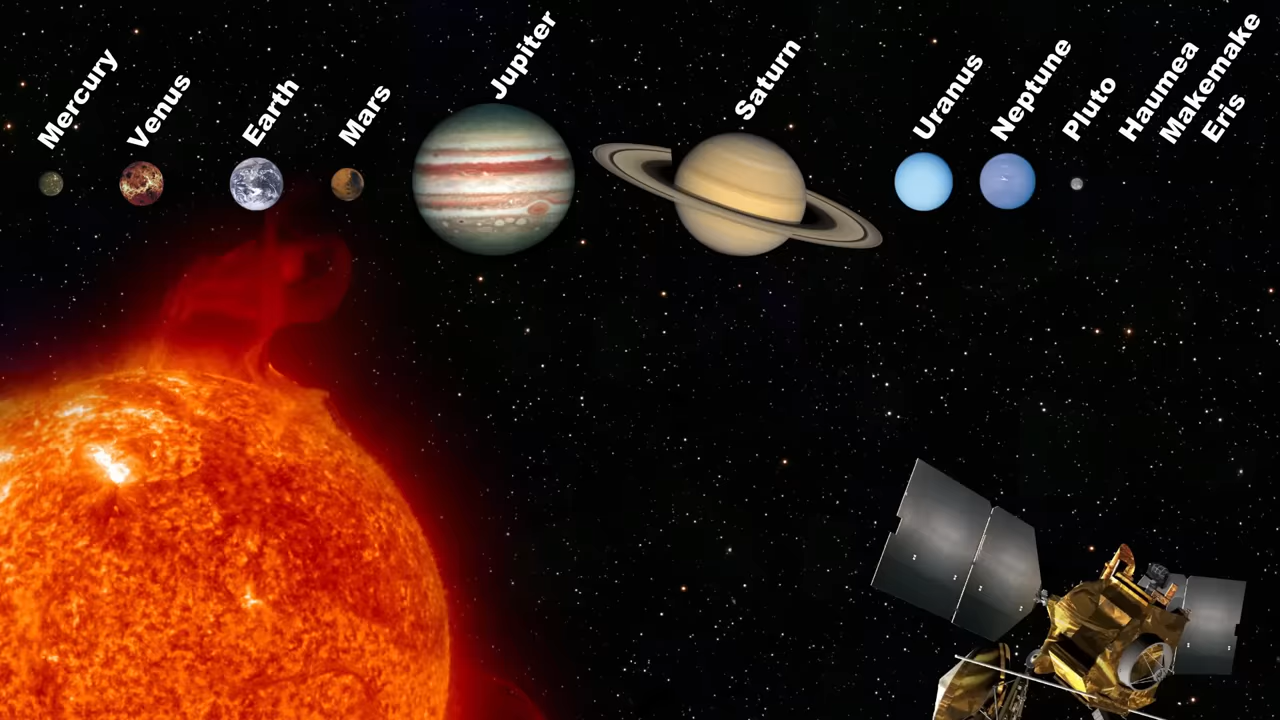 Mercury
Venus
Earth
Mars
Jupiter
Saturn
Uranus
Neptune
Pluto
Haumea
Makemake
Eris